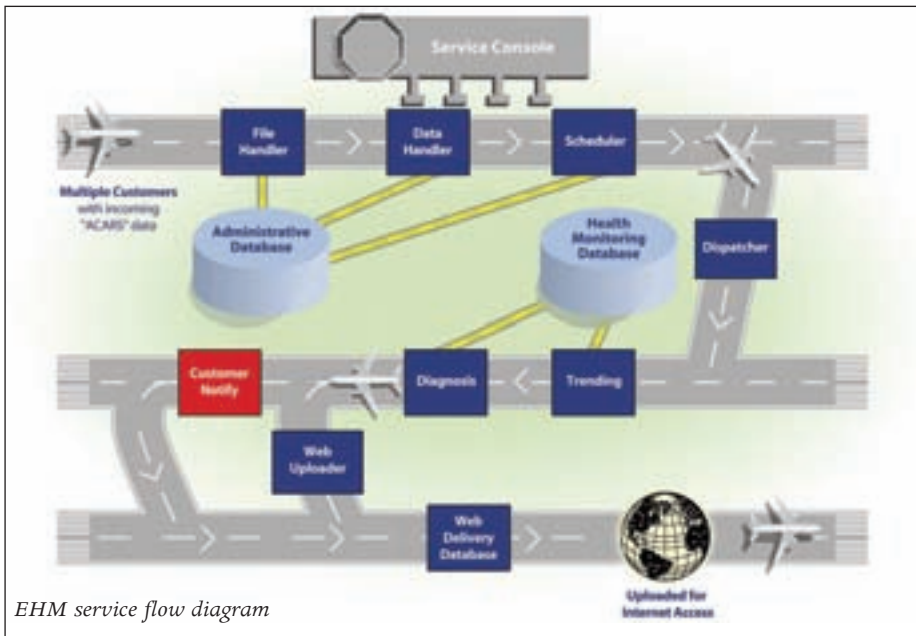 Service Console
File
Handler
Data
Handler
Scheduler
Multiple Customers
with incoming
"ACARS" data
Administrative
Database
Health
Monitoring
Database
Dispatcher
Customer
Notify
Diagnosis
Trending
Web
Uploader
Web
Delivery
Database
Uploaded for
Internet Access
EHM service flow diagram